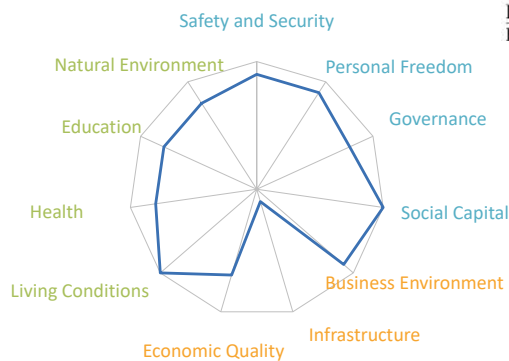 Safety and Security
Natural Environment
Personal Freedom
Education
Governance
Health
Social Capital
Living Conditions
Business Environment
Infrastructure
Economic Quality